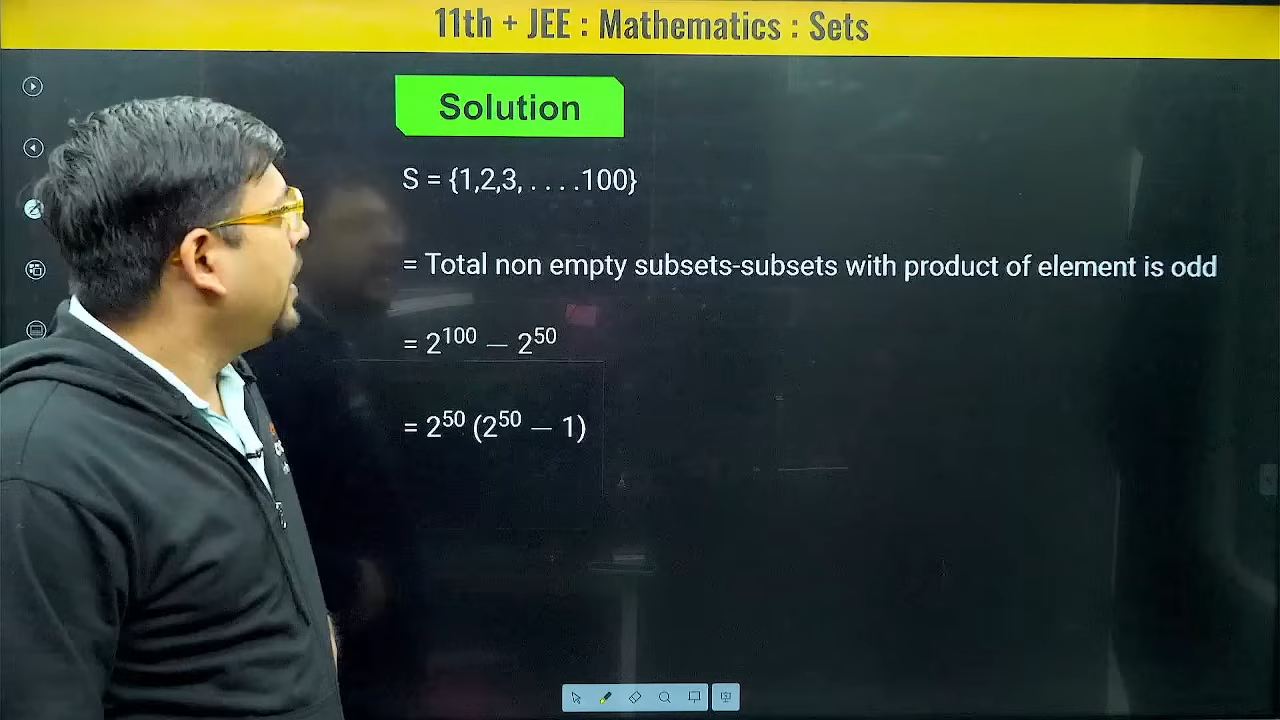 11th + JEE : Mathematics : Sets
Solution
S = {1,2,3, . . . .100}
= Total non empty subsets-subsets with product of element is odd
= 2¹⁰⁰ – 2⁵⁰
= 2⁵⁰ (2⁵⁰ – 1)